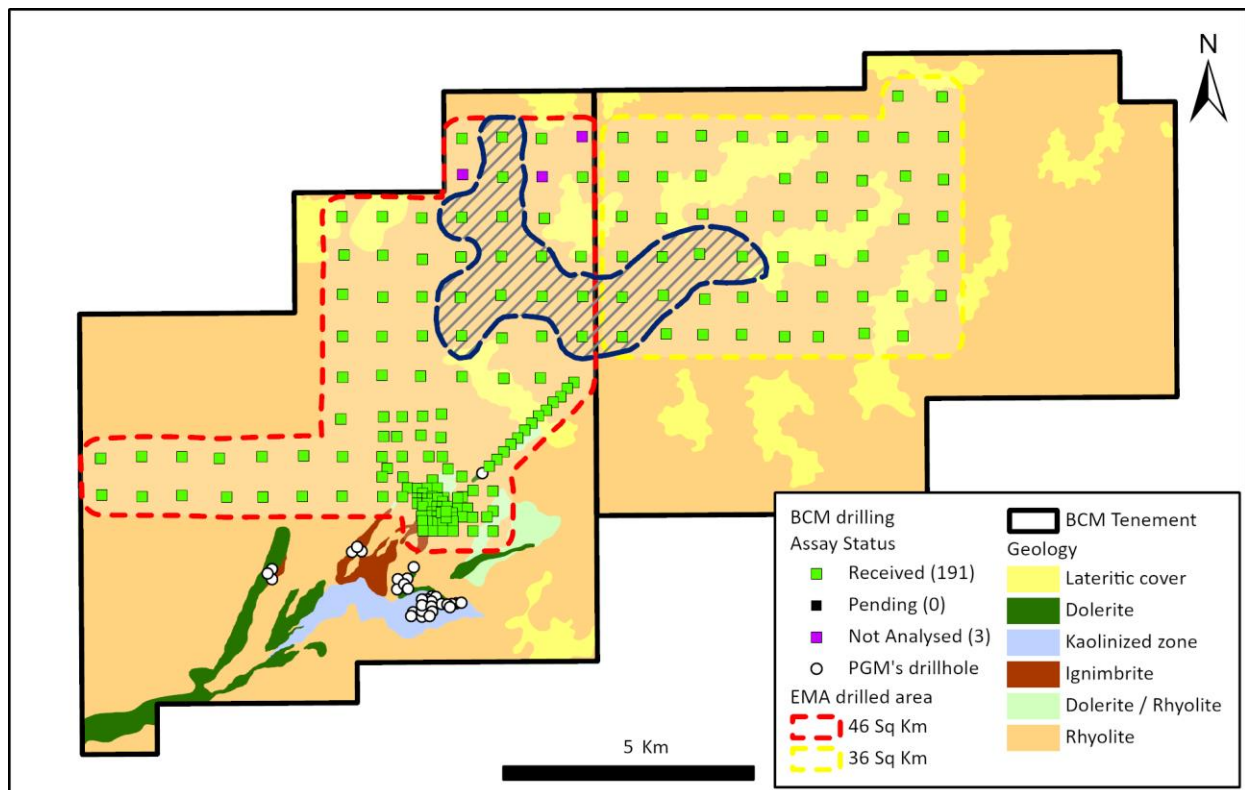 N
5 Km
BCM drilling
Assay Status
Received (191)
Pending (0)
Not Analysed (3)
PGM's drillhole
EMA drilled area
46 Sq Km
36 Sq Km
BCM Tenement
Geology
Lateritic cover
Dolerite
Kaolinized zone
Ignimbrite
Dolerite / Rhyolite
Rhyolite